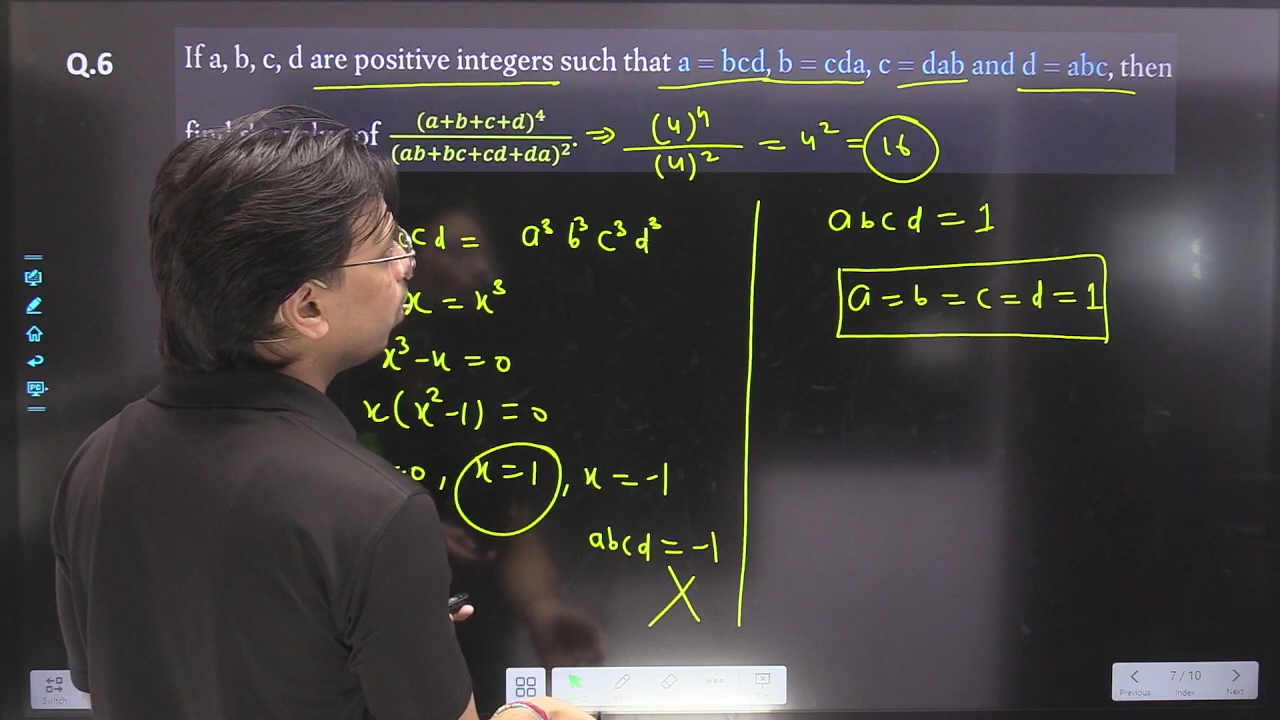 Q.6 If a, b, c, d are positive integers such that a = bcd, b = cda, c = dab and d = abc, then
of (a+b+c+d)⁴ / (ab+bc+cd+da)². ⇒ (4)⁴ / (4)² = 4² = 16
cd = a³ b³ c³ d³
x = x³
x³ - x = 0
x(x² - 1) = 0
=0, x = 1, x = -1
abcd = -1
X
abcd = 1
a = b = c = d = 1
PC
Switch
7 / 10
Previous
Index
Next